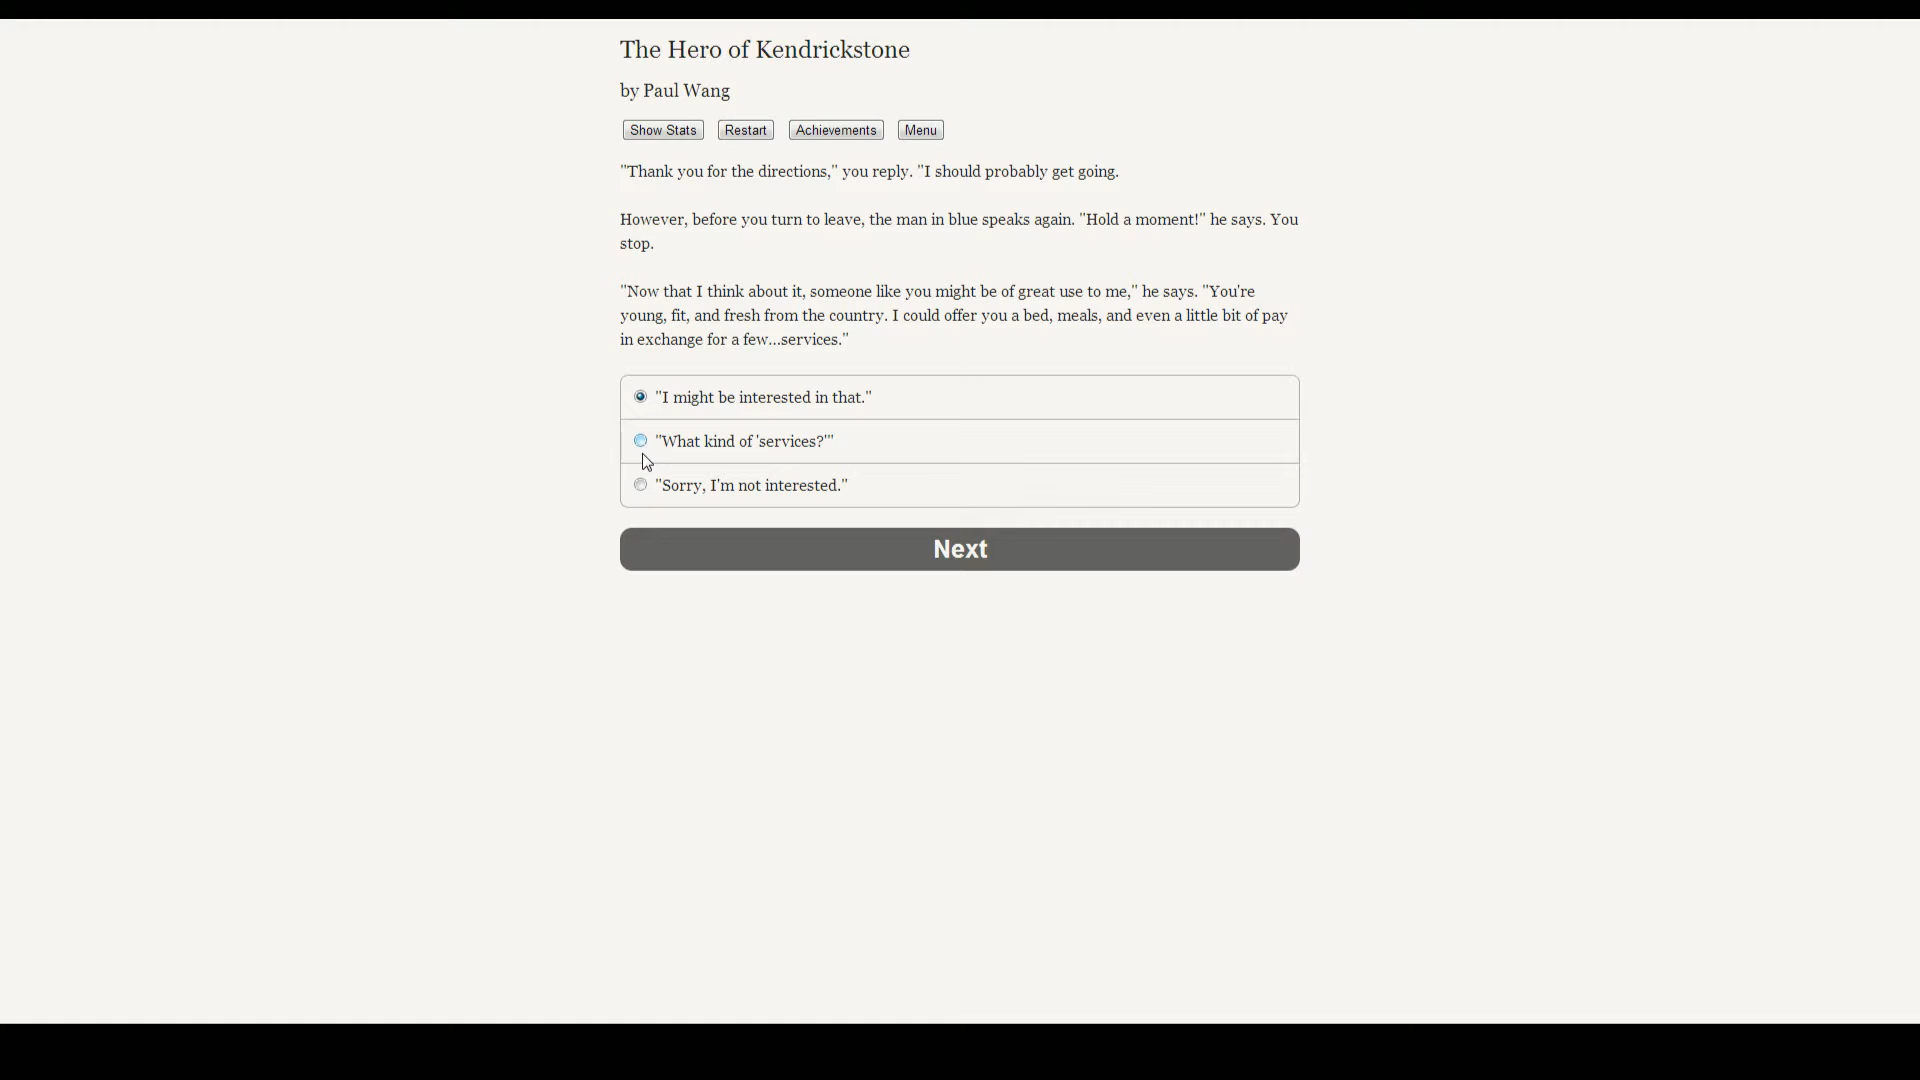 The Hero of Kendrickstone
by Paul Wang
Show Stats Restart Achievements Menu
"Thank you for the directions," you reply. "I should probably get going.
However, before you turn to leave, the man in blue speaks again. "Hold a moment!" he says. You
stop.
"Now that I think about it, someone like you might be of great use to me," he says. "You're
young, fit, and fresh from the country. I could offer you a bed, meals, and even a little bit of pay
in exchange for a few...services."
"I might be interested in that."
"What kind of 'services?'"
"Sorry, I'm not interested."
Next